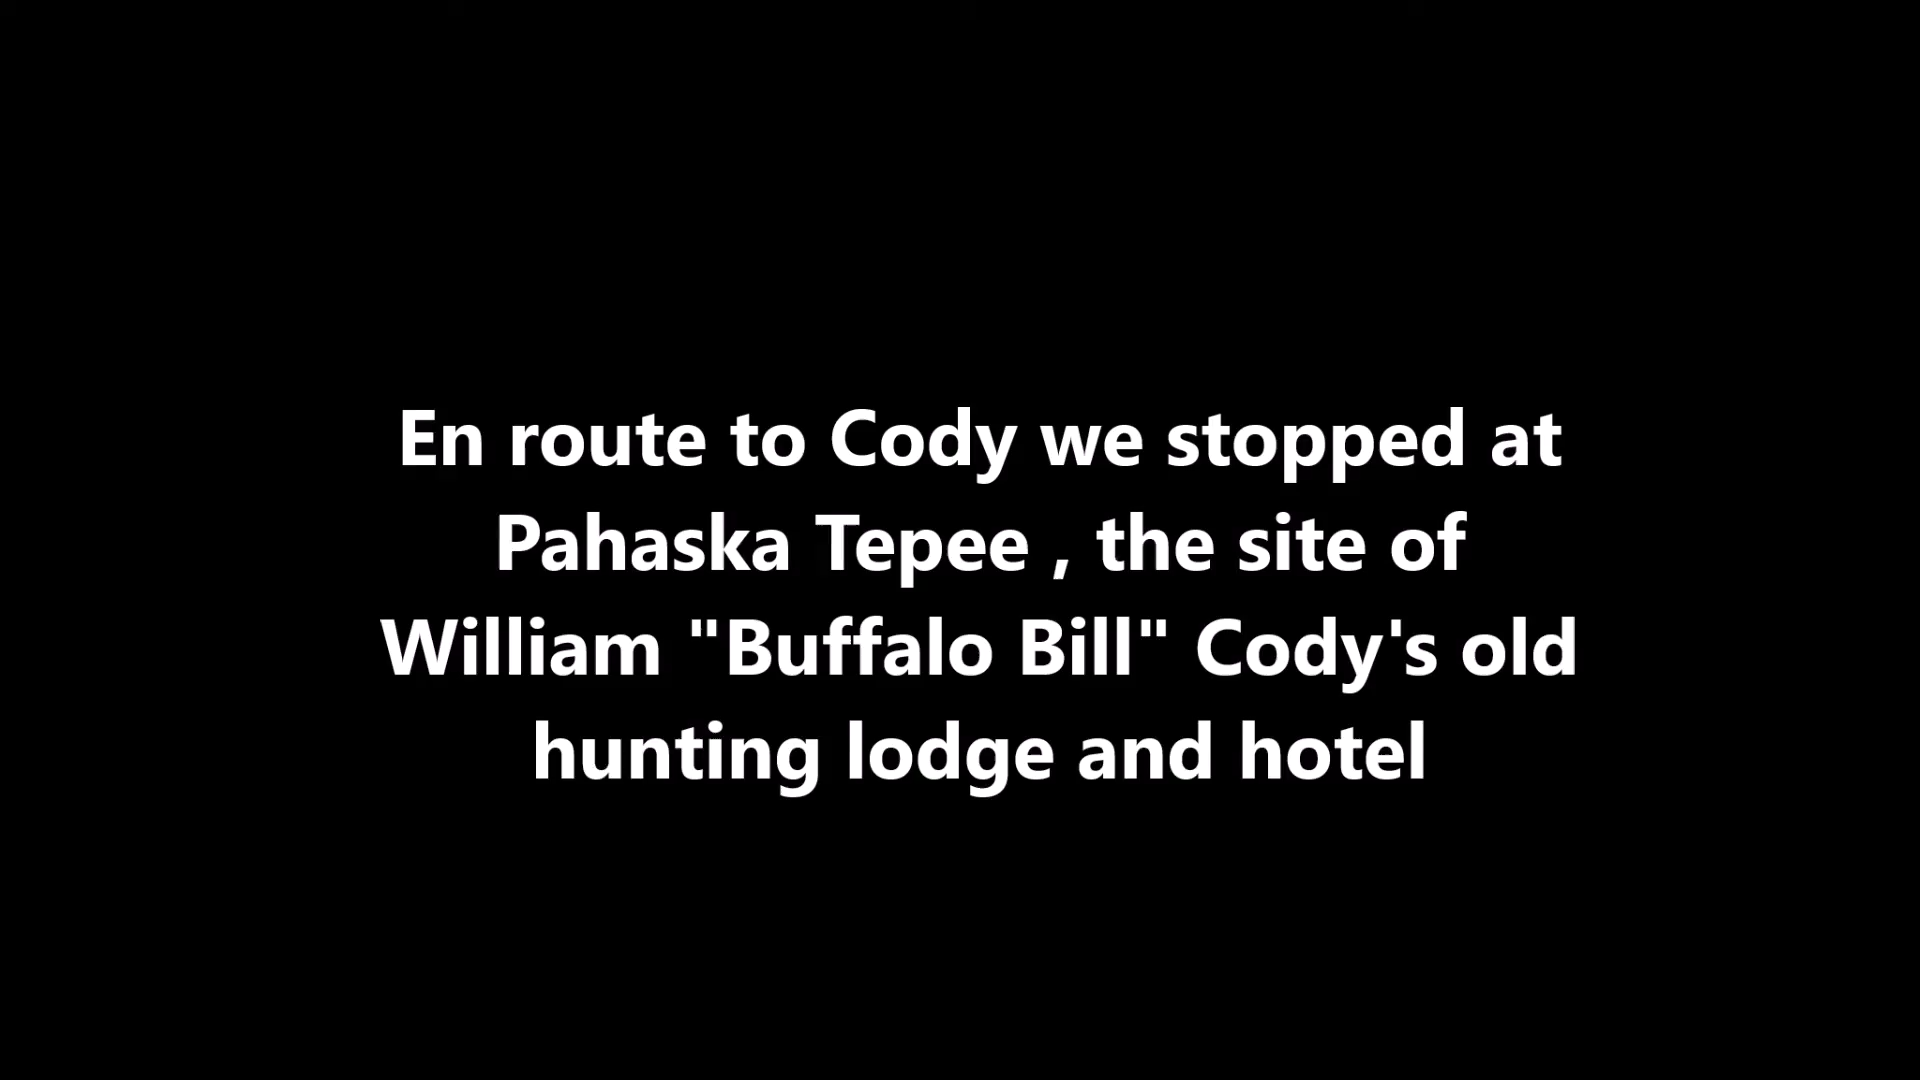 En route to Cody we stopped at
Pahaska Tepee , the site of
William "Buffalo Bill" Cody's old
hunting lodge and hotel